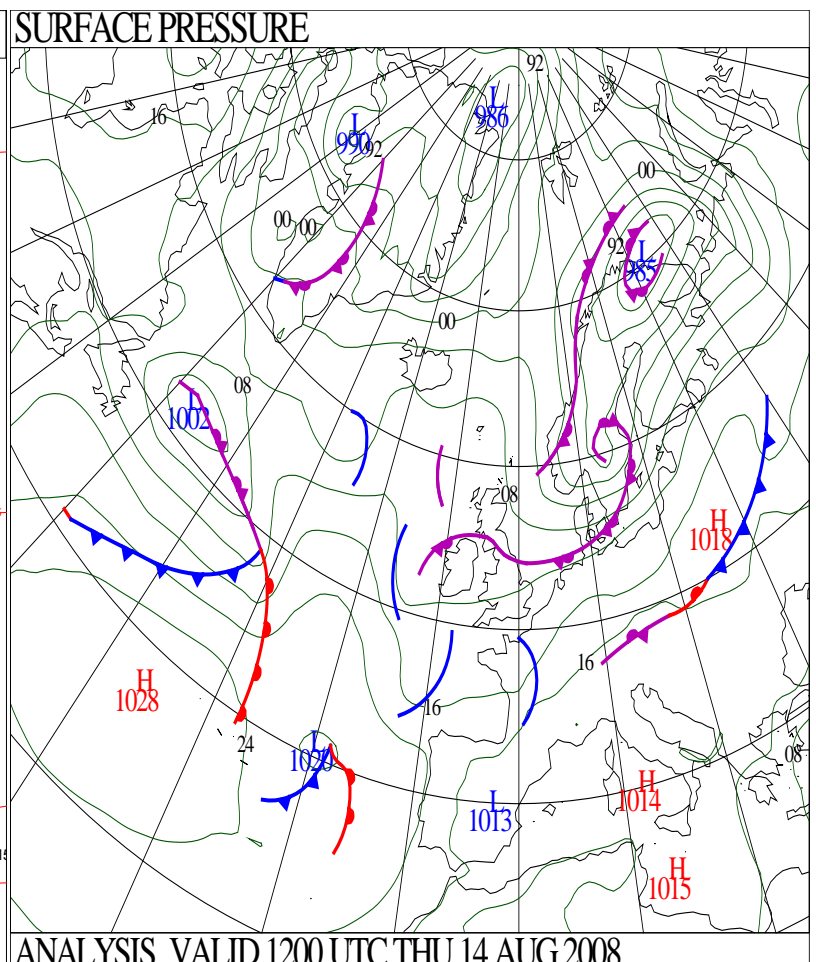 SURFACE PRESSURE
92
L
986
16
L
990
92
00
00
00
92
L
985
00
08
L
1002
08
H
1018
16
H
1028
16
24
L
1020
08
H
1014
L
1013
H
1015
ANALYSIS VALID 1200 UTC THU 14 AUG 2008